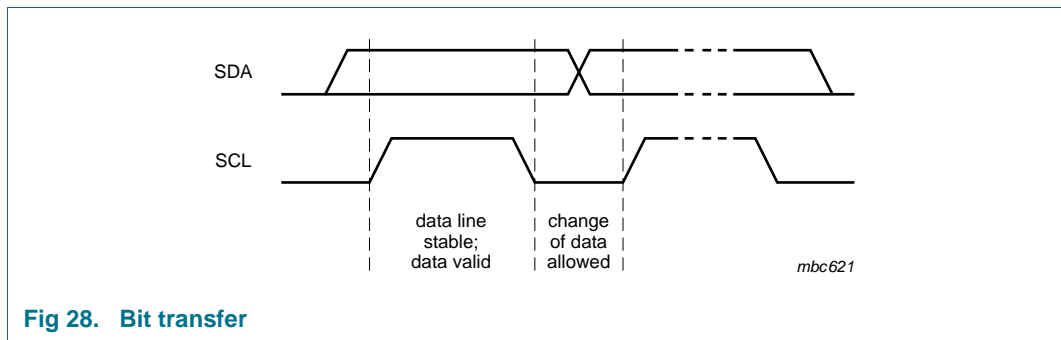 SDA
SCL
data line
stable;
data valid
change
of data
allowed
mbc621
Fig 28. Bit transfer